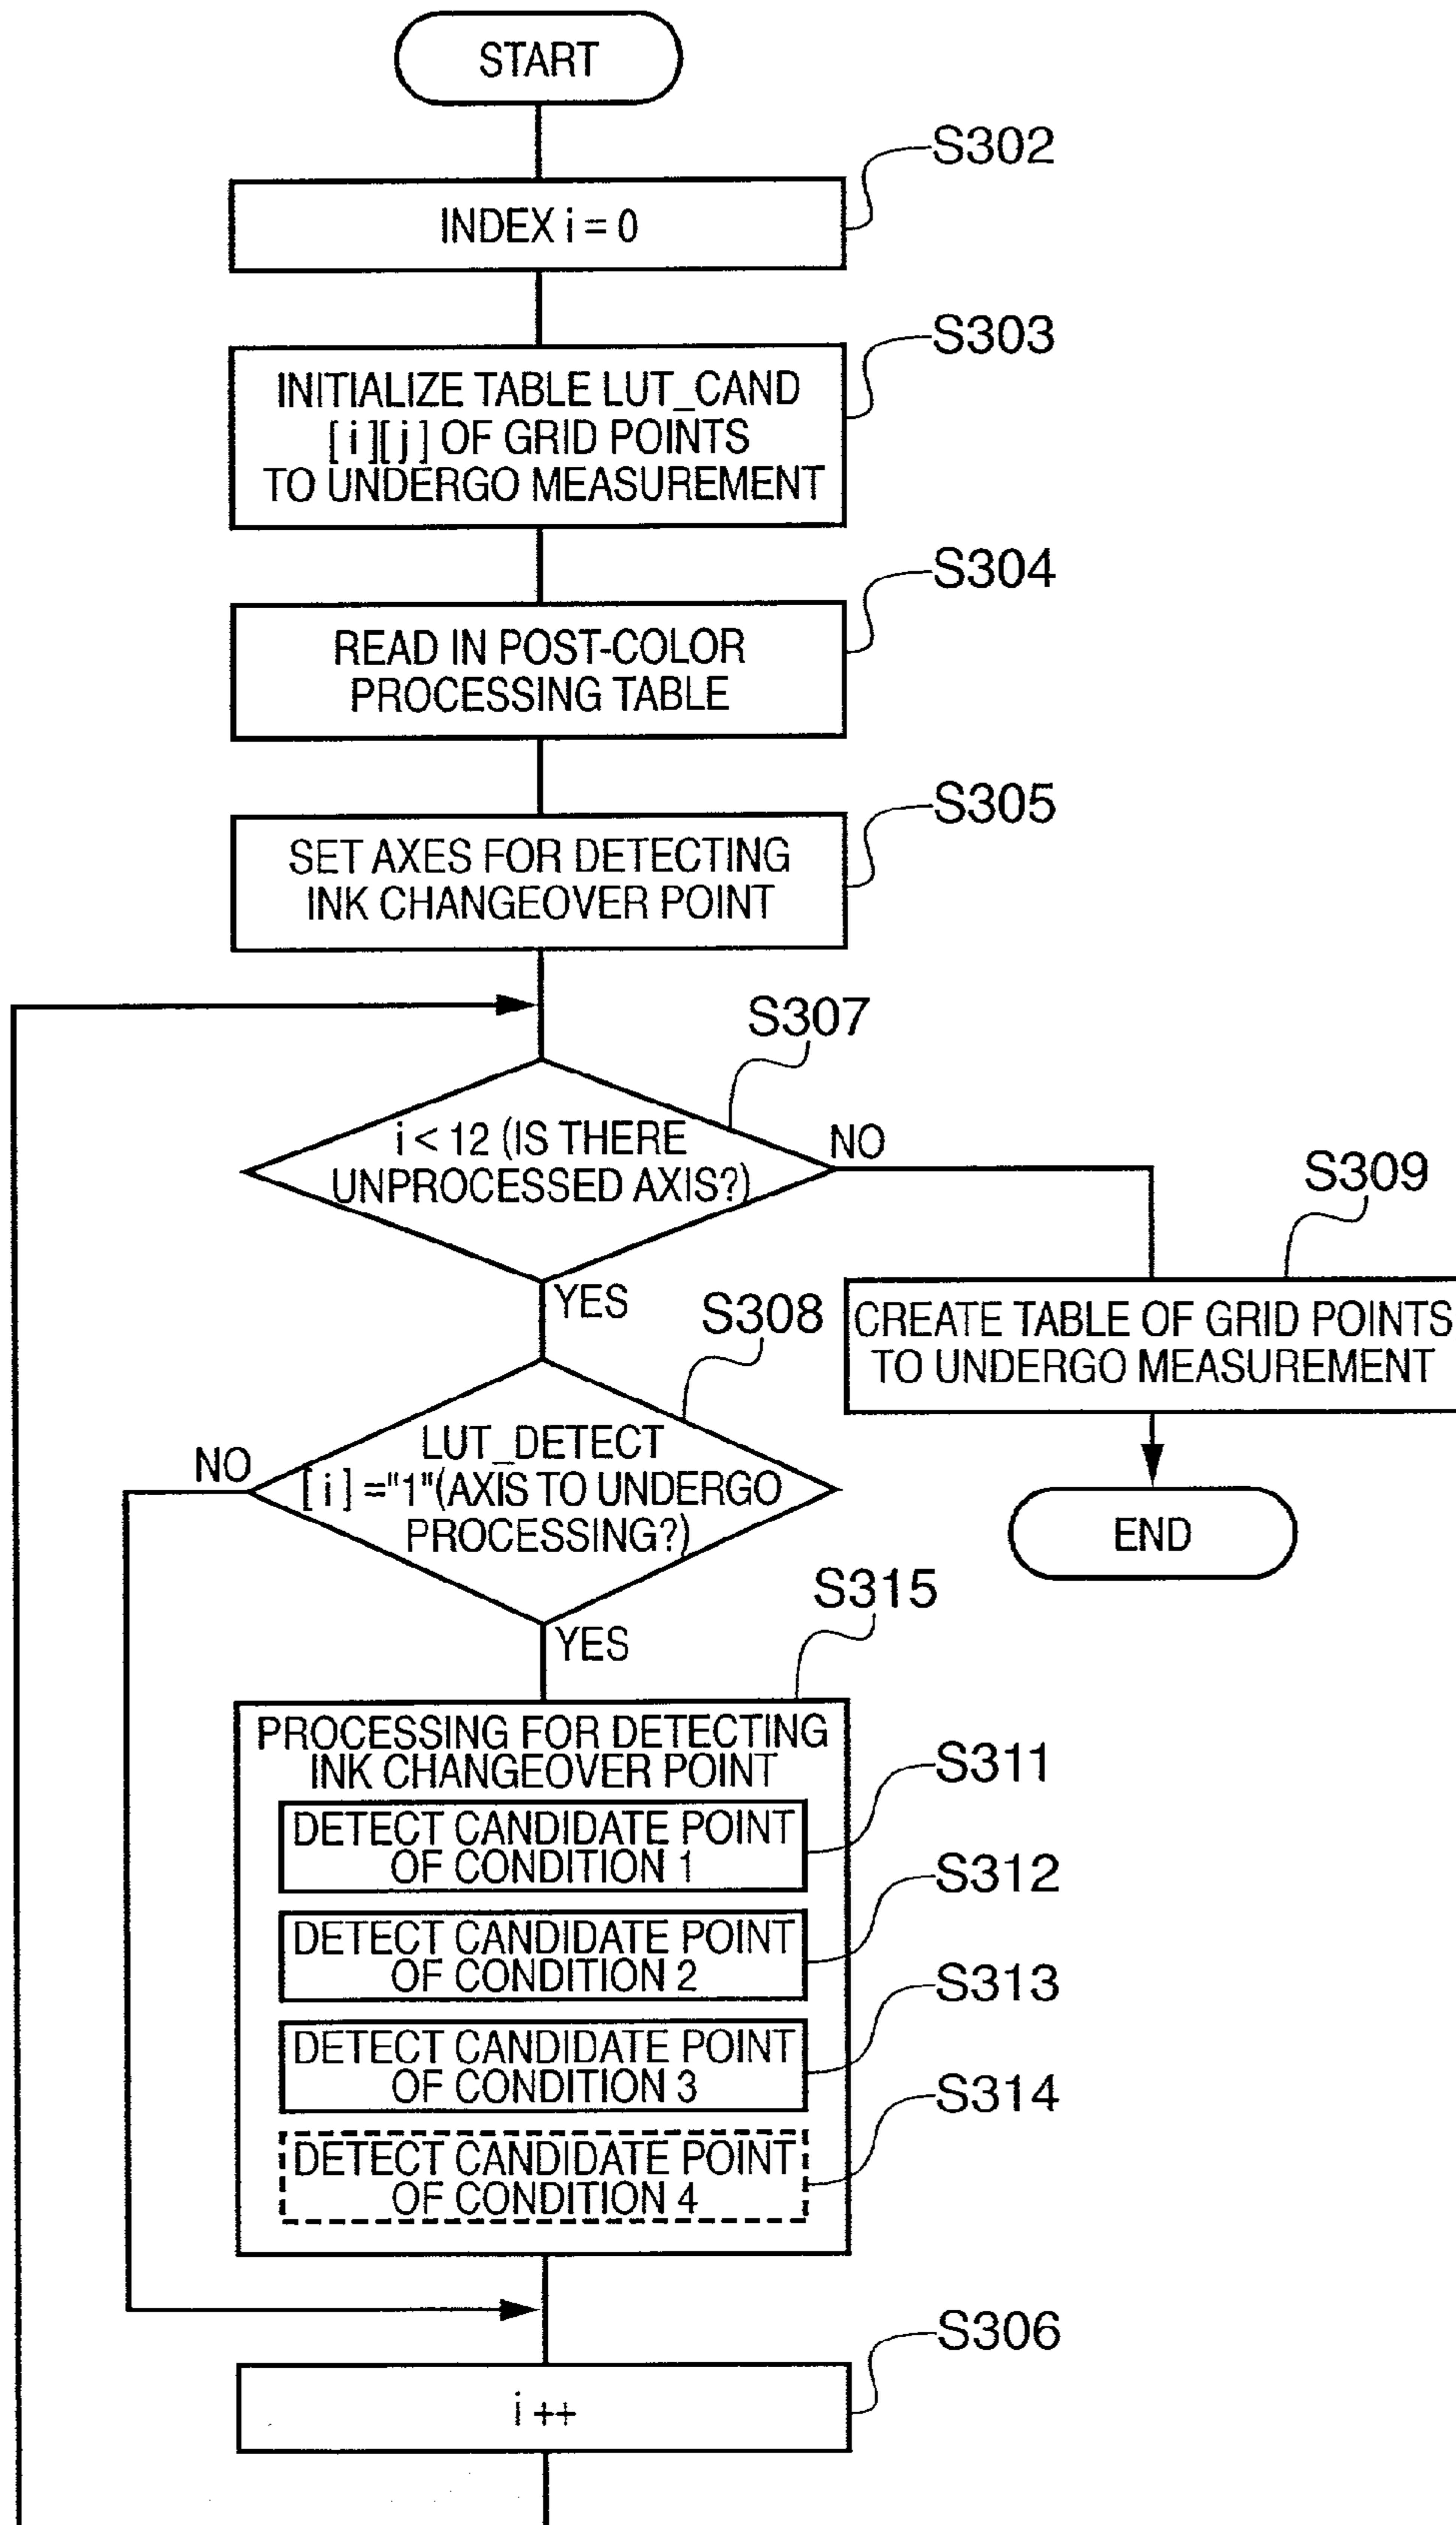 START
S302
INDEX i = 0
S303
INITIALIZE TABLE LUT_CAND
[ i ][ j ] OF GRID POINTS
TO UNDERGO MEASUREMENT
S304
READ IN POST-COLOR
PROCESSING TABLE
S305
SET AXES FOR DETECTING
INK CHANGEOVER POINT
S307
i < 12 (IS THERE
UNPROCESSED AXIS?)
NO
YES
S309
CREATE TABLE OF GRID POINTS
TO UNDERGO MEASUREMENT
END
S308
LUT_DETECT
[ i ] ="1"(AXIS TO UNDERGO
PROCESSING?)
NO
YES
S315
PROCESSING FOR DETECTING
INK CHANGEOVER POINT
S311
DETECT CANDIDATE POINT
OF CONDITION 1
S312
DETECT CANDIDATE POINT
OF CONDITION 2
S313
DETECT CANDIDATE POINT
OF CONDITION 3
S314
DETECT CANDIDATE POINT
OF CONDITION 4
S306
i ++